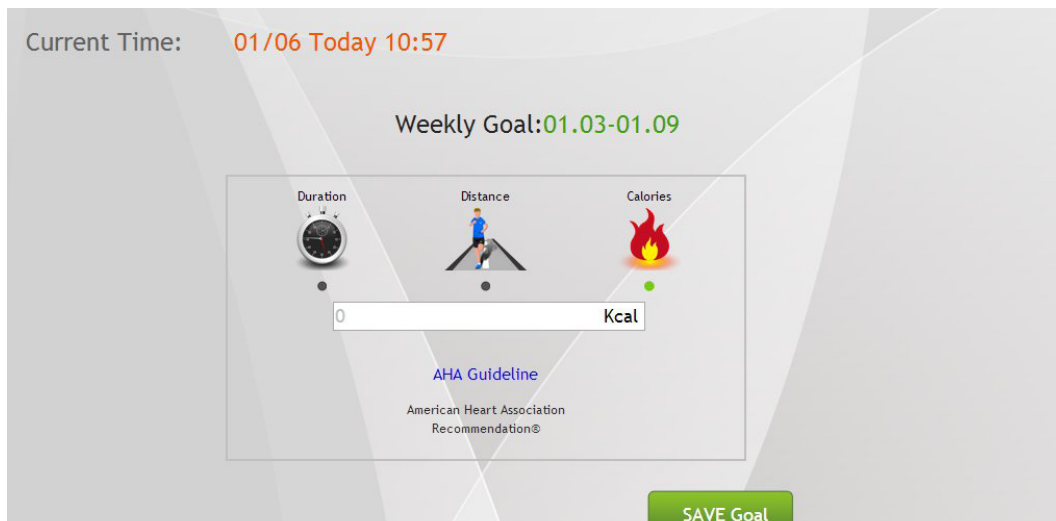 Current Time: 01/06 Today 10:57
Weekly Goal:01.03-01.09
Duration Distance Calories
0 Kcal
AHA Guideline
American Heart Association
Recommendation®
SAVE Goal